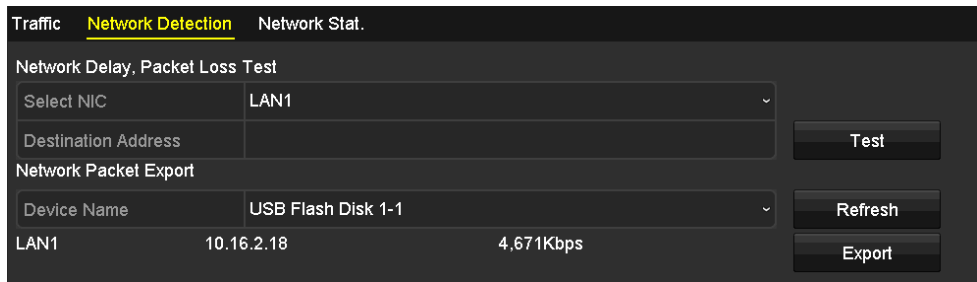 Traffic Network Detection Network Stat.
Network Delay, Packet Loss Test
Select NIC LAN1
Destination Address Test
Network Packet Export
Device Name USB Flash Disk 1-1 Refresh
LAN1 10.16.2.18 4,671Kbps Export